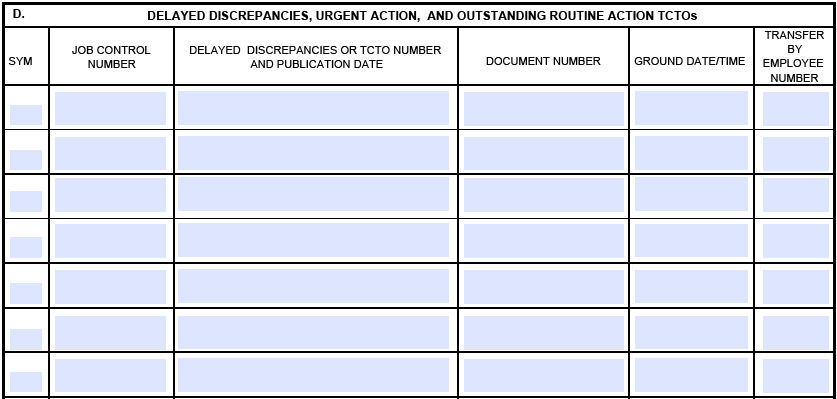 D. DELAYED DISCREPANCIES, URGENT ACTION, AND OUTSTANDING ROUTINE ACTION TCTOs
SYM
JOB CONTROL
NUMBER
DELAYED DISCREPANCIES OR TCTO NUMBER
AND PUBLICATION DATE
DOCUMENT NUMBER
GROUND DATE/TIME
TRANSFER
BY
EMPLOYEE
NUMBER